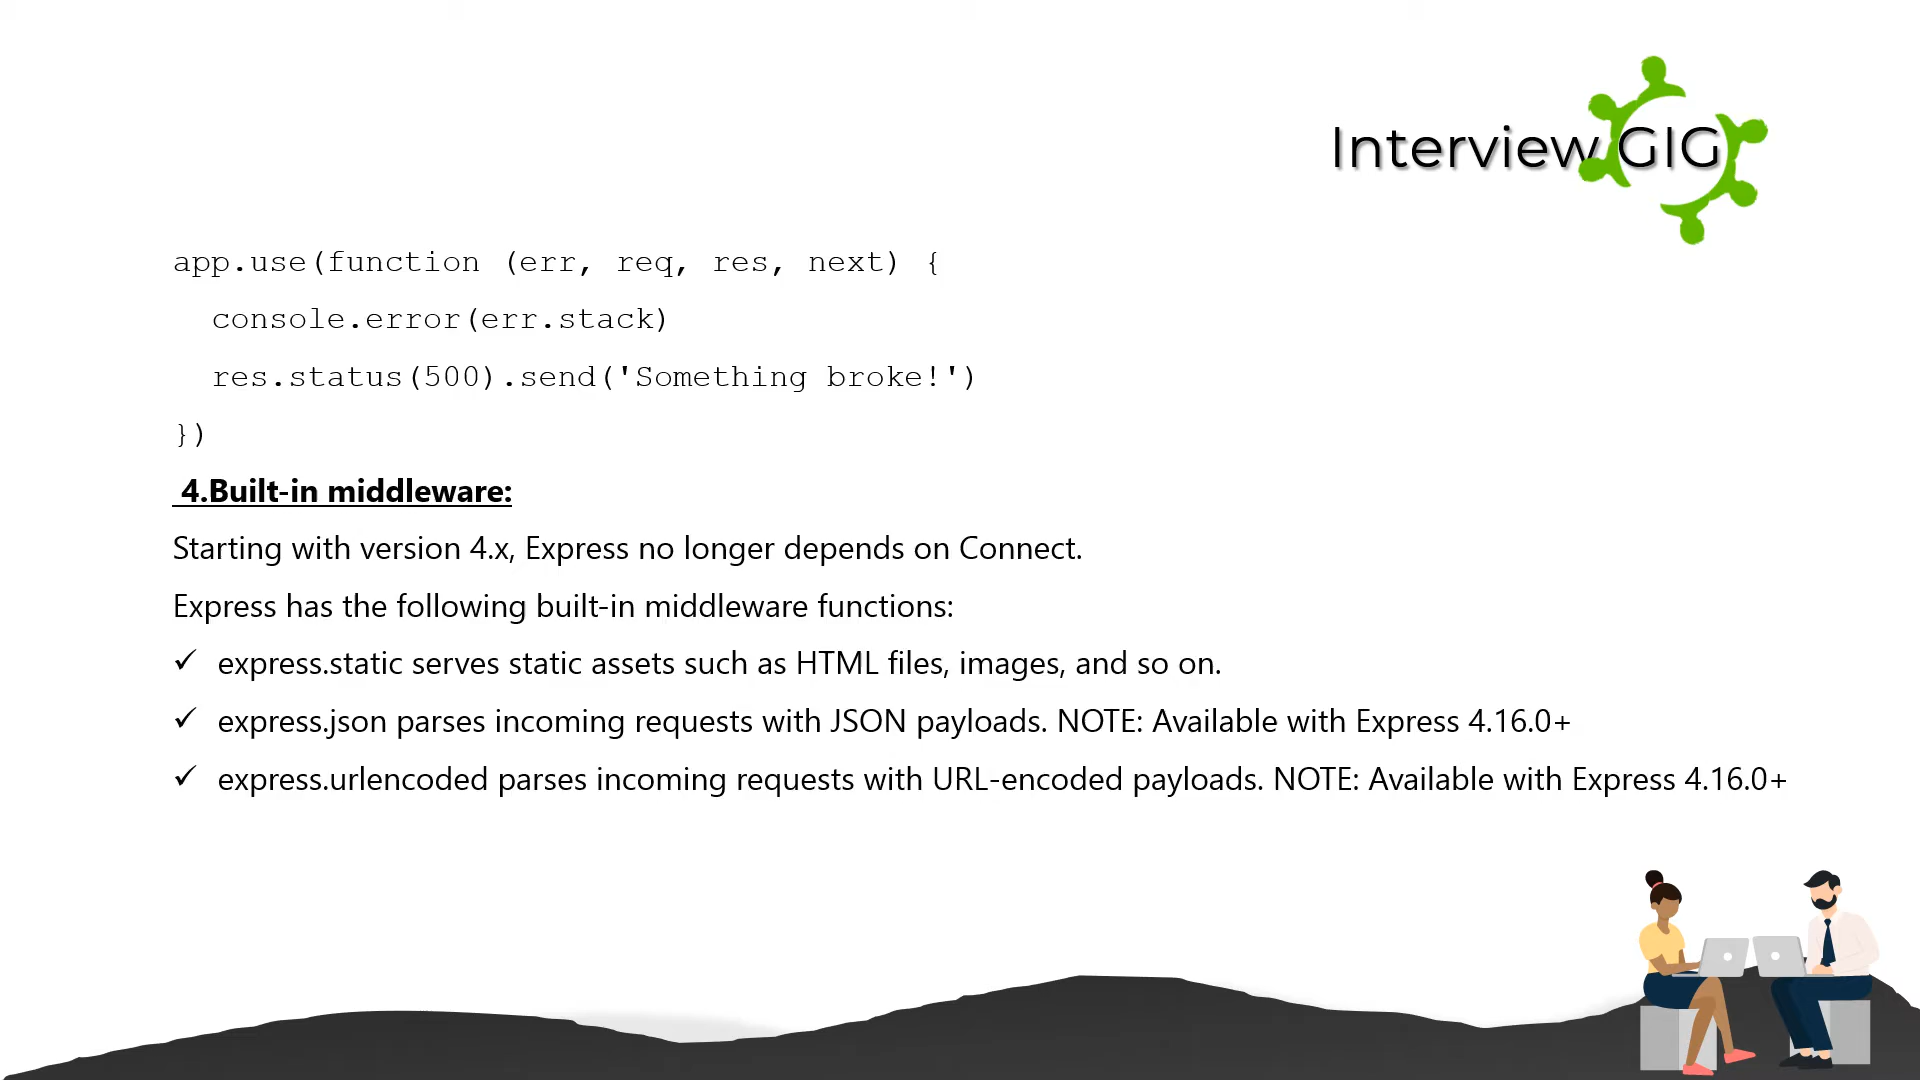 Interview GIG
app.use(function (err, req, res, next) {
  console.error(err.stack)
  res.status(500).send('Something broke!')
})
4.Built-in middleware:
Starting with version 4.x, Express no longer depends on Connect.
Express has the following built-in middleware functions:
✓ express.static serves static assets such as HTML files, images, and so on.
✓ express.json parses incoming requests with JSON payloads. NOTE: Available with Express 4.16.0+
✓ express.urlencoded parses incoming requests with URL-encoded payloads. NOTE: Available with Express 4.16.0+